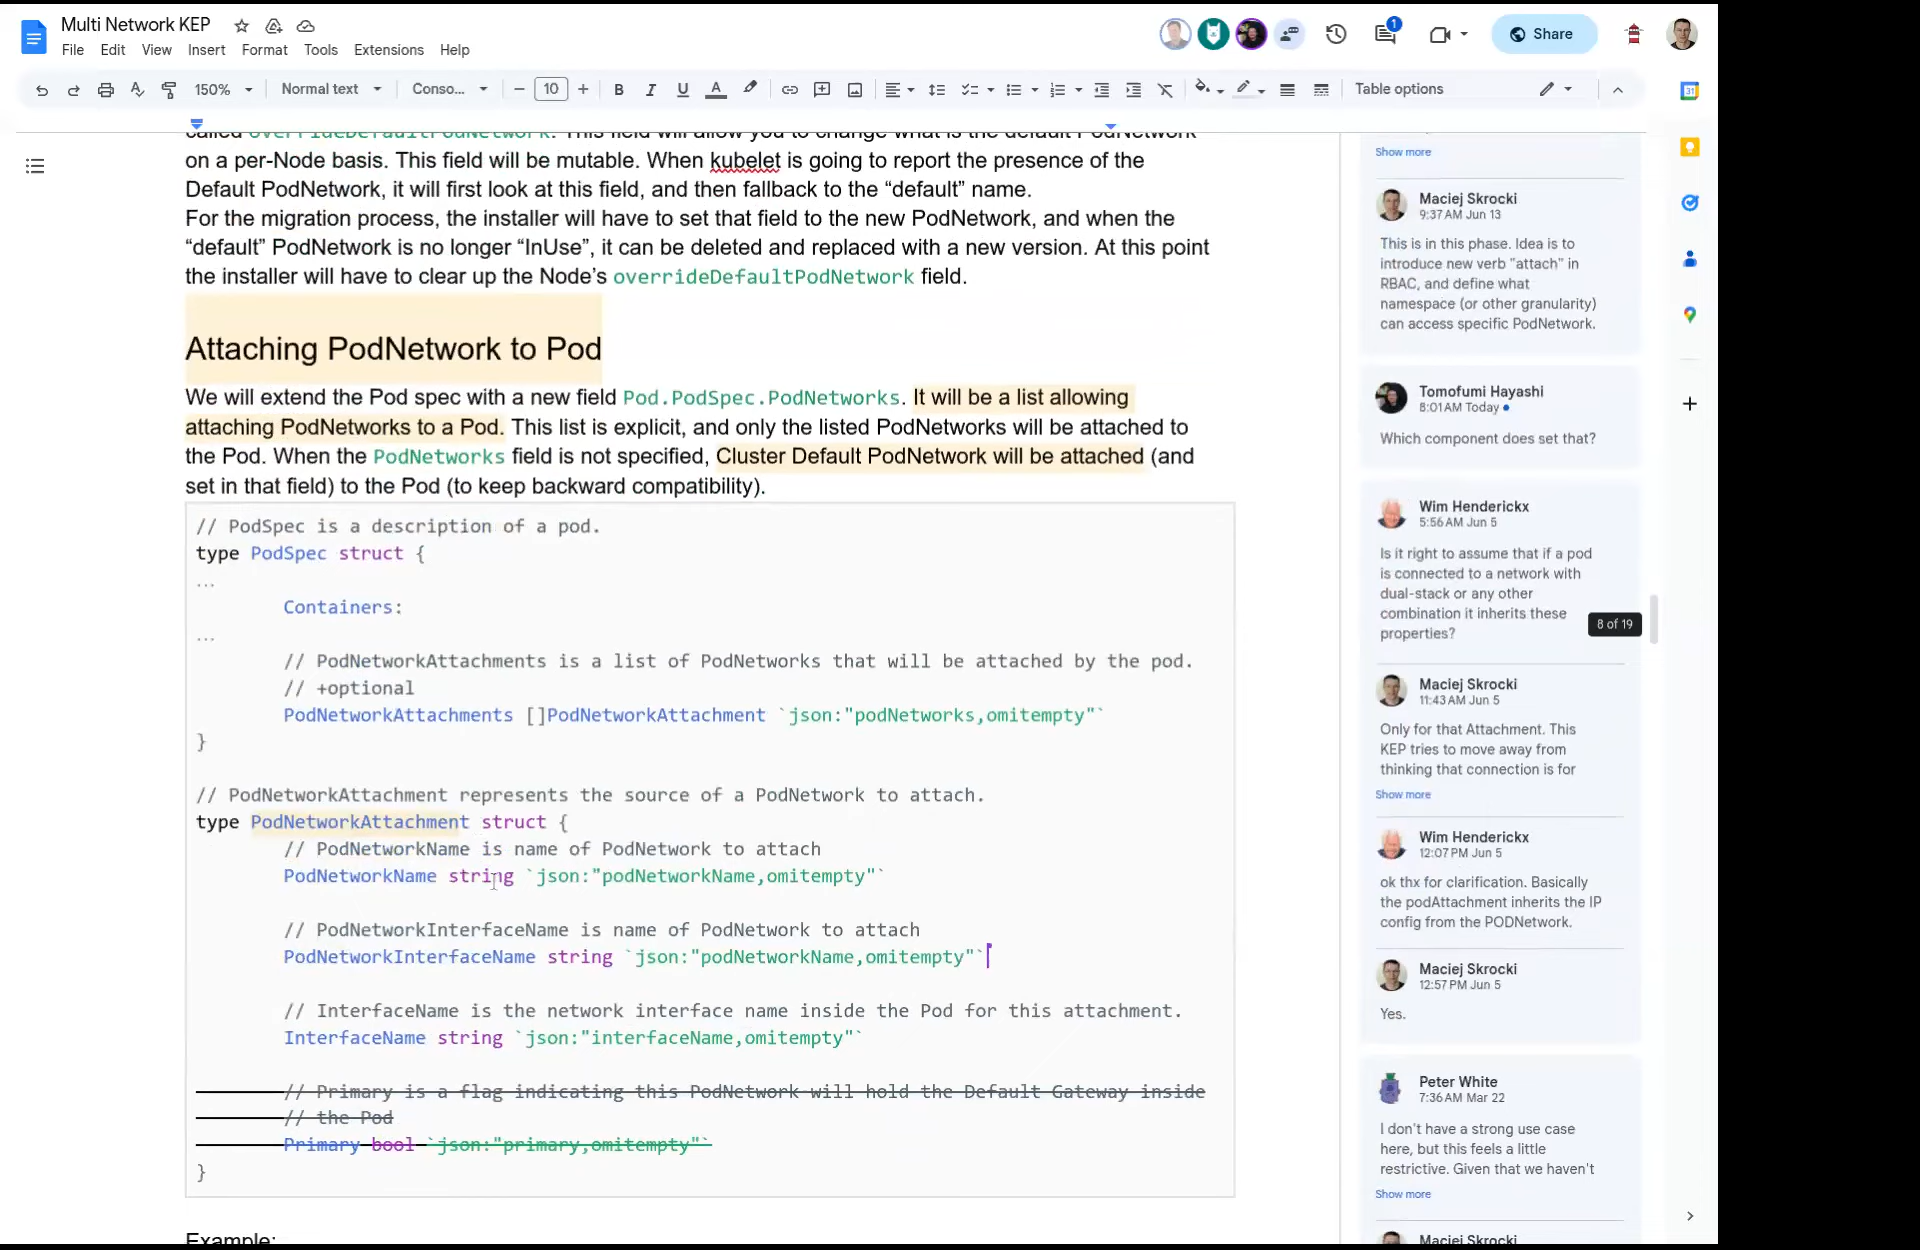 Multi Network KEP
File Edit View Insert Format Tools Extensions Help
1
Share
150% Normal text Conso... − 10 + B I U A Table options
31
called overrideDefaultPodNetwork. This field will allow you to change what is the default PodNetwork
on a per-Node basis. This field will be mutable. When kubelet is going to report the presence of the
Default PodNetwork, it will first look at this field, and then fallback to the “default” name.
For the migration process, the installer will have to set that field to the new PodNetwork, and when the
“default” PodNetwork is no longer “InUse”, it can be deleted and replaced with a new version. At this point
the installer will have to clear up the Node’s overrideDefaultPodNetwork field.
Attaching PodNetwork to Pod
We will extend the Pod spec with a new field Pod.PodSpec.PodNetworks. It will be a list allowing
attaching PodNetworks to a Pod. This list is explicit, and only the listed PodNetworks will be attached to
the Pod. When the PodNetworks field is not specified, Cluster Default PodNetwork will be attached (and
set in that field) to the Pod (to keep backward compatibility).
// PodSpec is a description of a pod.
type PodSpec struct {
...
Containers:
...
// PodNetworkAttachments is a list of PodNetworks that will be attached by the pod.
// +optional
PodNetworkAttachments []PodNetworkAttachment `json:"podNetworks,omitempty"`
}
// PodNetworkAttachment represents the source of a PodNetwork to attach.
type PodNetworkAttachment struct {
// PodNetworkName is name of PodNetwork to attach
PodNetworkName string `json:"podNetworkName,omitempty"`
// PodNetworkInterfaceName is name of PodNetwork to attach
PodNetworkInterfaceName string `json:"podNetworkName,omitempty"`
// InterfaceName is the network interface name inside the Pod for this attachment.
InterfaceName string `json:"interfaceName,omitempty"`
// Primary is a flag indicating this PodNetwork will hold the Default Gateway inside
// the Pod
Primary bool `json:"primary,omitempty"`
}
Example:
Show more
Maciej Skrocki
9:37 AM Jun 13
This is in this phase. Idea is to
introduce new verb "attach" in
RBAC, and define what
namespace (or other granularity)
can access specific PodNetwork.
Tomofumi Hayashi
8:01 AM Today
Which component does set that?
Wim Henderickx
5:56 AM Jun 5
Is it right to assume that if a pod
is connected to a network with
dual-stack or any other
combination it inherits these
properties?
8 of 19
Maciej Skrocki
11:43 AM Jun 5
Only for that Attachment. This
KEP tries to move away from
thinking that connection is for
Show more
Wim Henderickx
12:07 PM Jun 5
ok thx for clarification. Basically
the podAttachment inherits the IP
config from the PODNetwork.
Maciej Skrocki
12:57 PM Jun 5
Yes.
Peter White
7:36 AM Mar 22
I don't have a strong use case
here, but this feels a little
restrictive. Given that we haven't
Show more
Maciej Skrocki